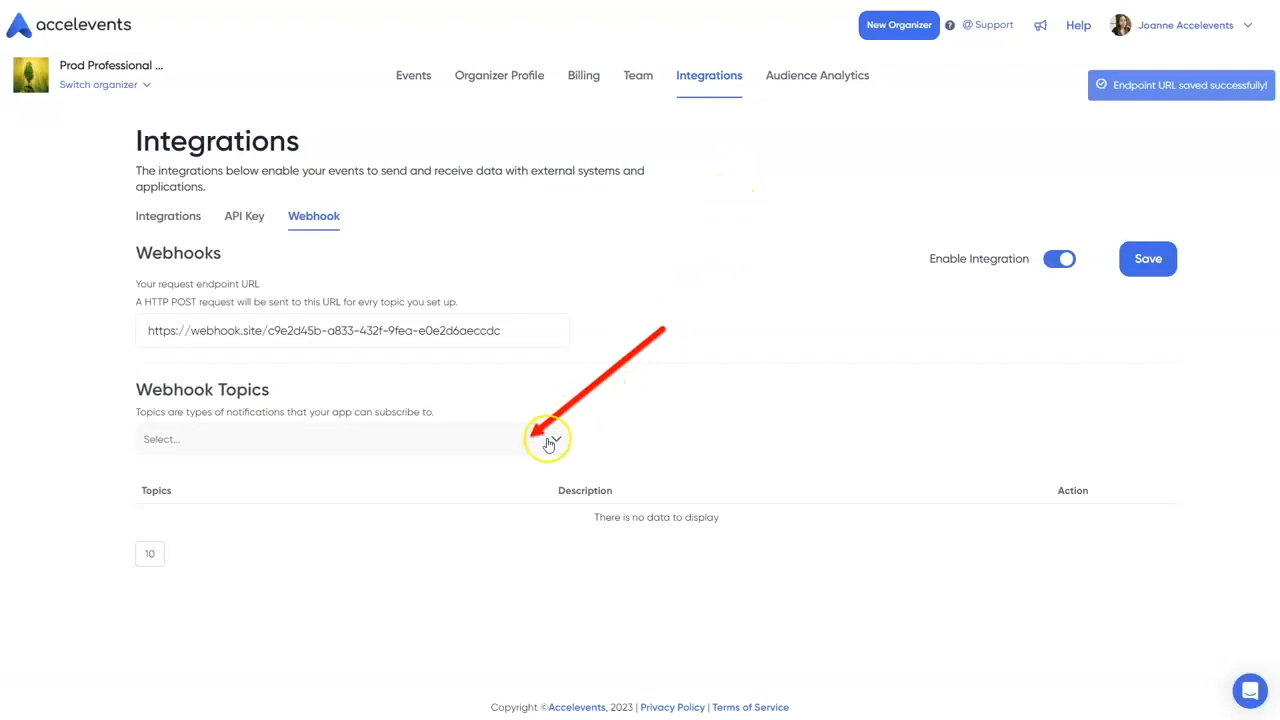 accelevents
New Organizer
@ Support
Help
Joanne Accelevents
Prod Professional ...
Switch organizer
Events
Organizer Profile
Billing
Team
Integrations
Audience Analytics
Endpoint URL saved successfully!
Integrations
The integrations below enable your events to send and receive data with external systems and
applications.
Integrations
API Key
Webhook
Webhooks
Enable Integration
Save
Your request endpoint URL
A HTTP POST request will be sent to this URL for evry topic you set up.
https://webhook.site/c9e2d45b-a833-432f-9fea-e0e2d6aeccdc
Webhook Topics
Topics are types of notifications that your app can subscribe to.
Select...
Topics
Description
Action
There is no data to display
10
Copyright ©Accelevents, 2023 | Privacy Policy | Terms of Service